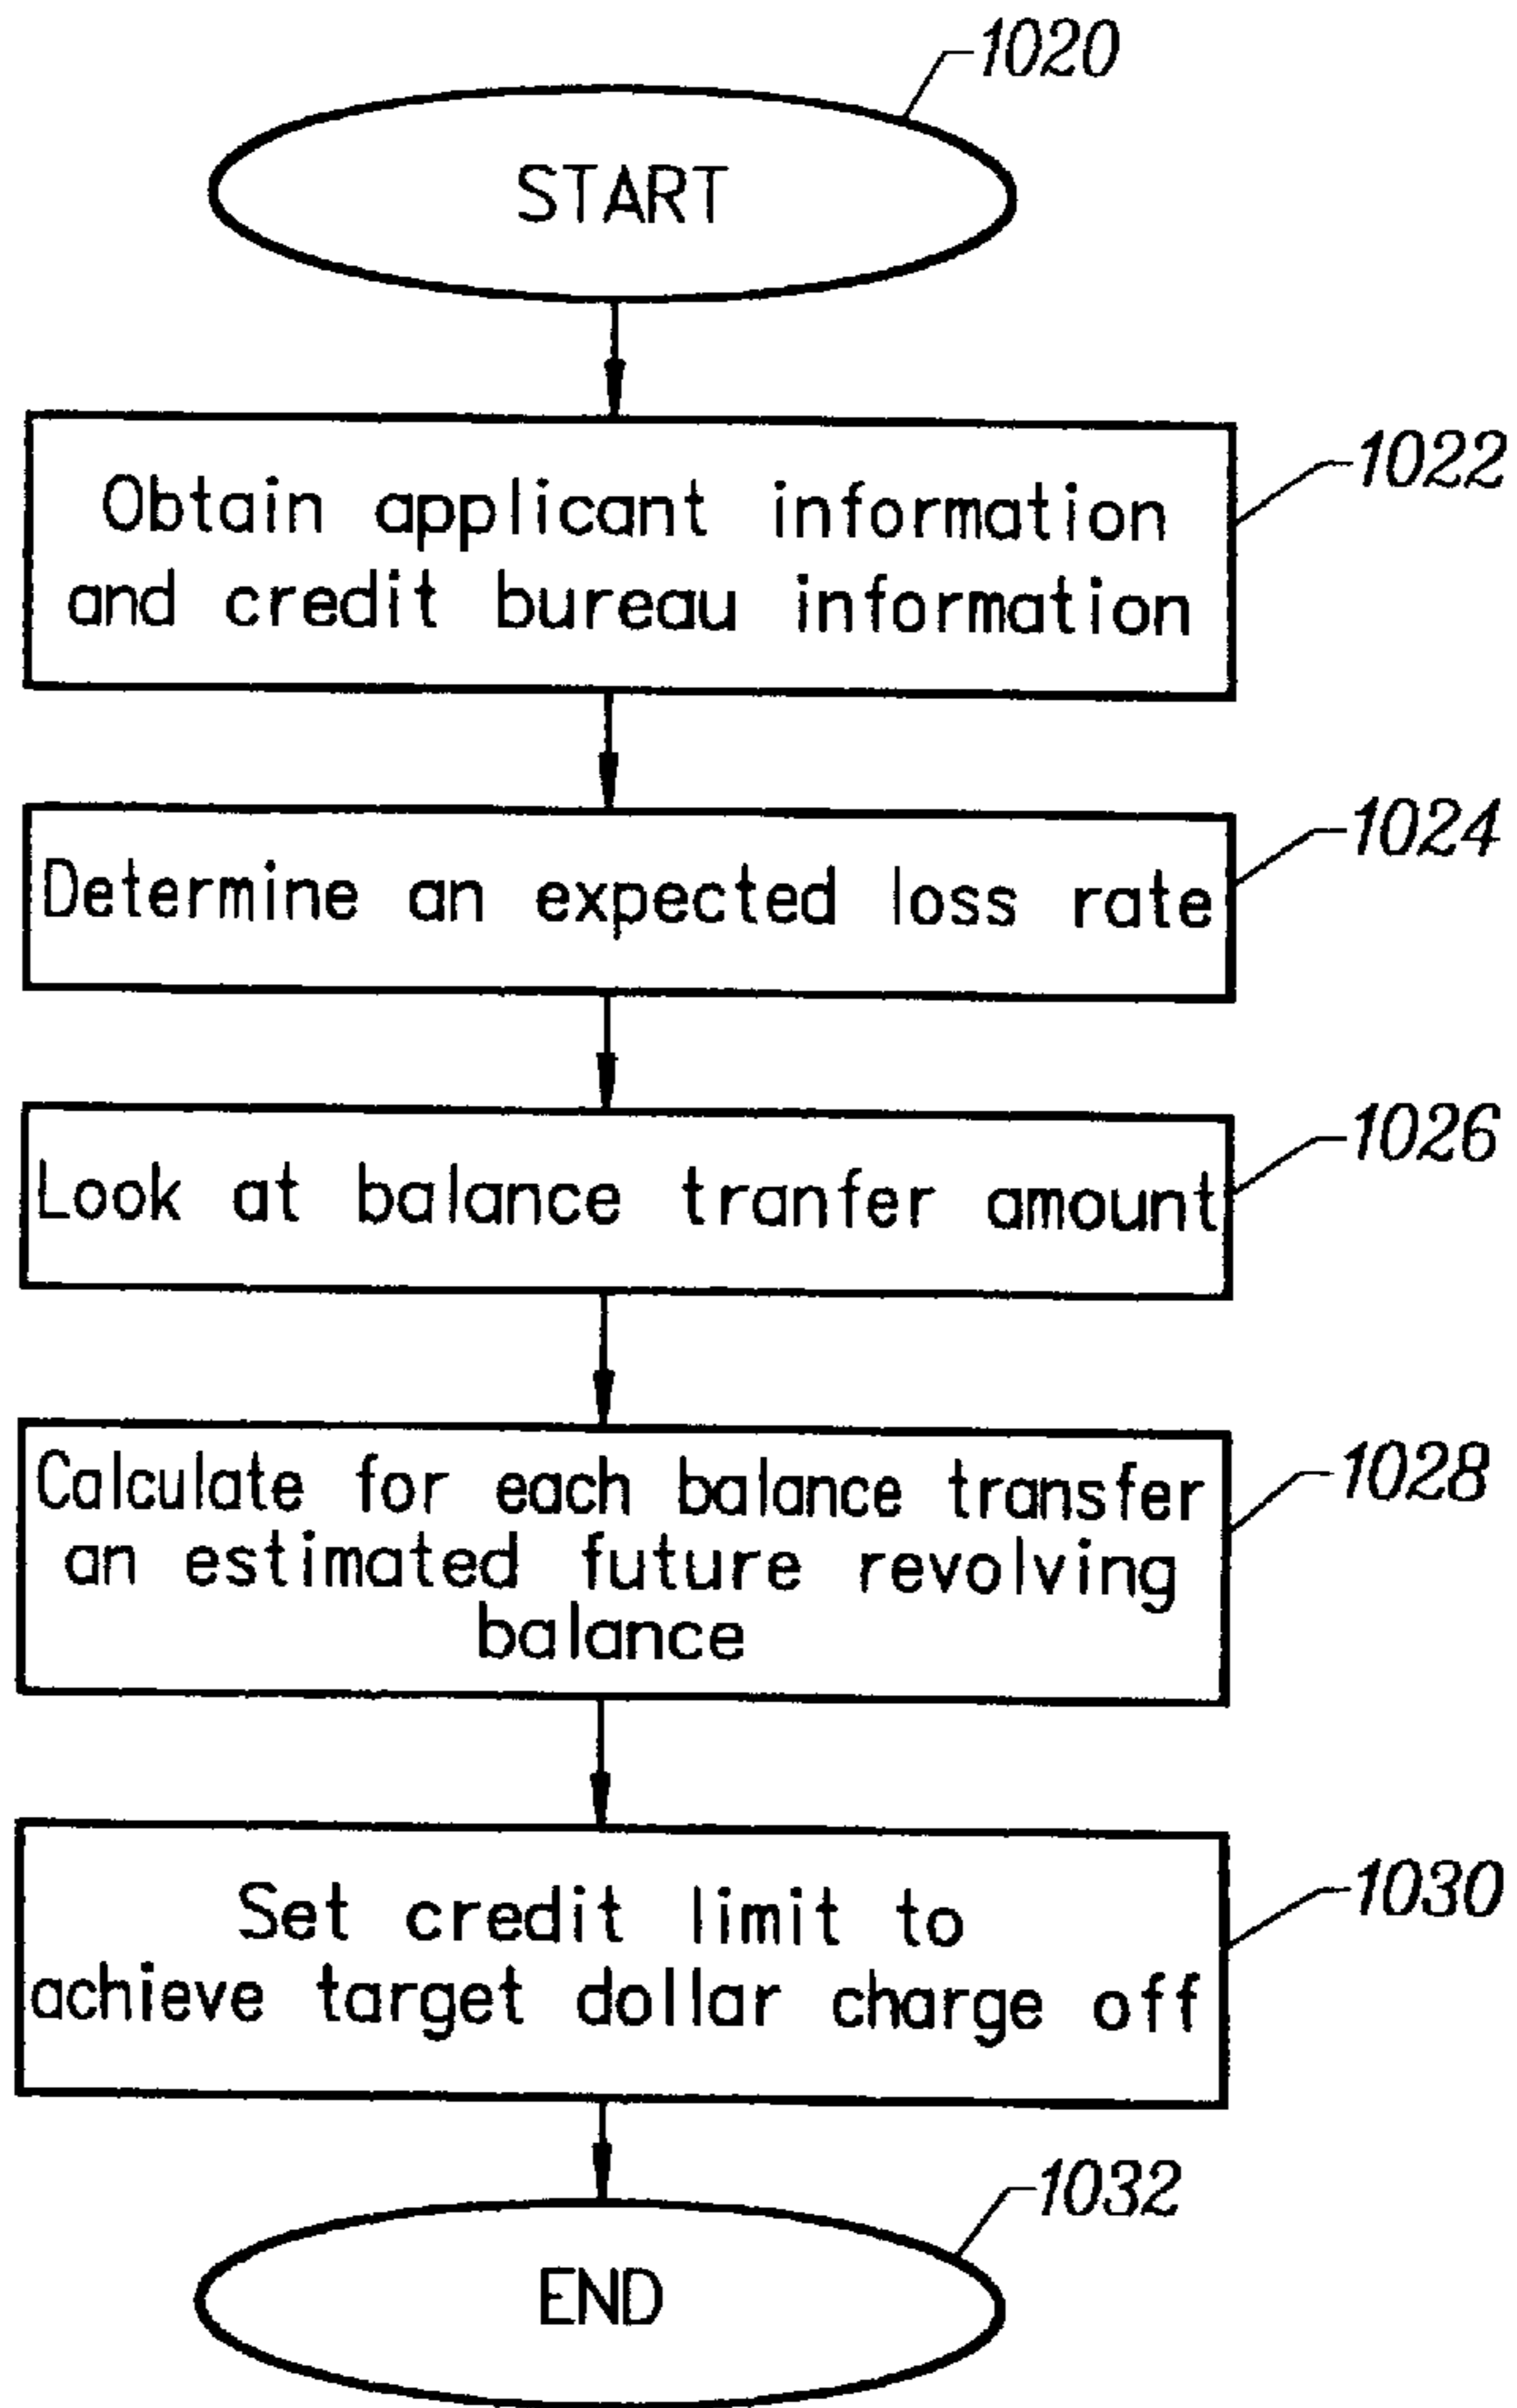 1020
START
1022
Obtain applicant information
and credit bureau information
1024
Determine an expected loss rate
1026
Look at balance tranfer amount
1028
Calculate for each balance transfer
an estimated future revolving
balance
1030
Set credit limit to
achieve target dollar charge off
1032
END